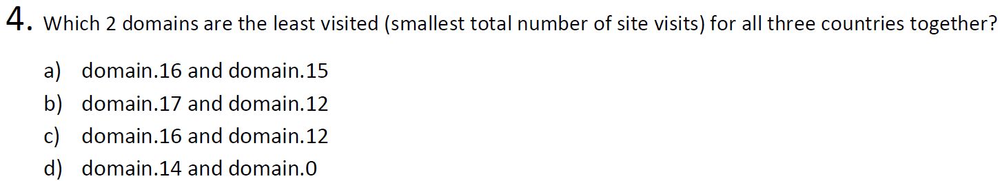 4. Which 2 domains are the least visited (smallest total number of site visits) for all three countries together?
a) domain.16 and domain.15
b) domain.17 and domain.12
c) domain.16 and domain.12
d) domain.14 and domain.0